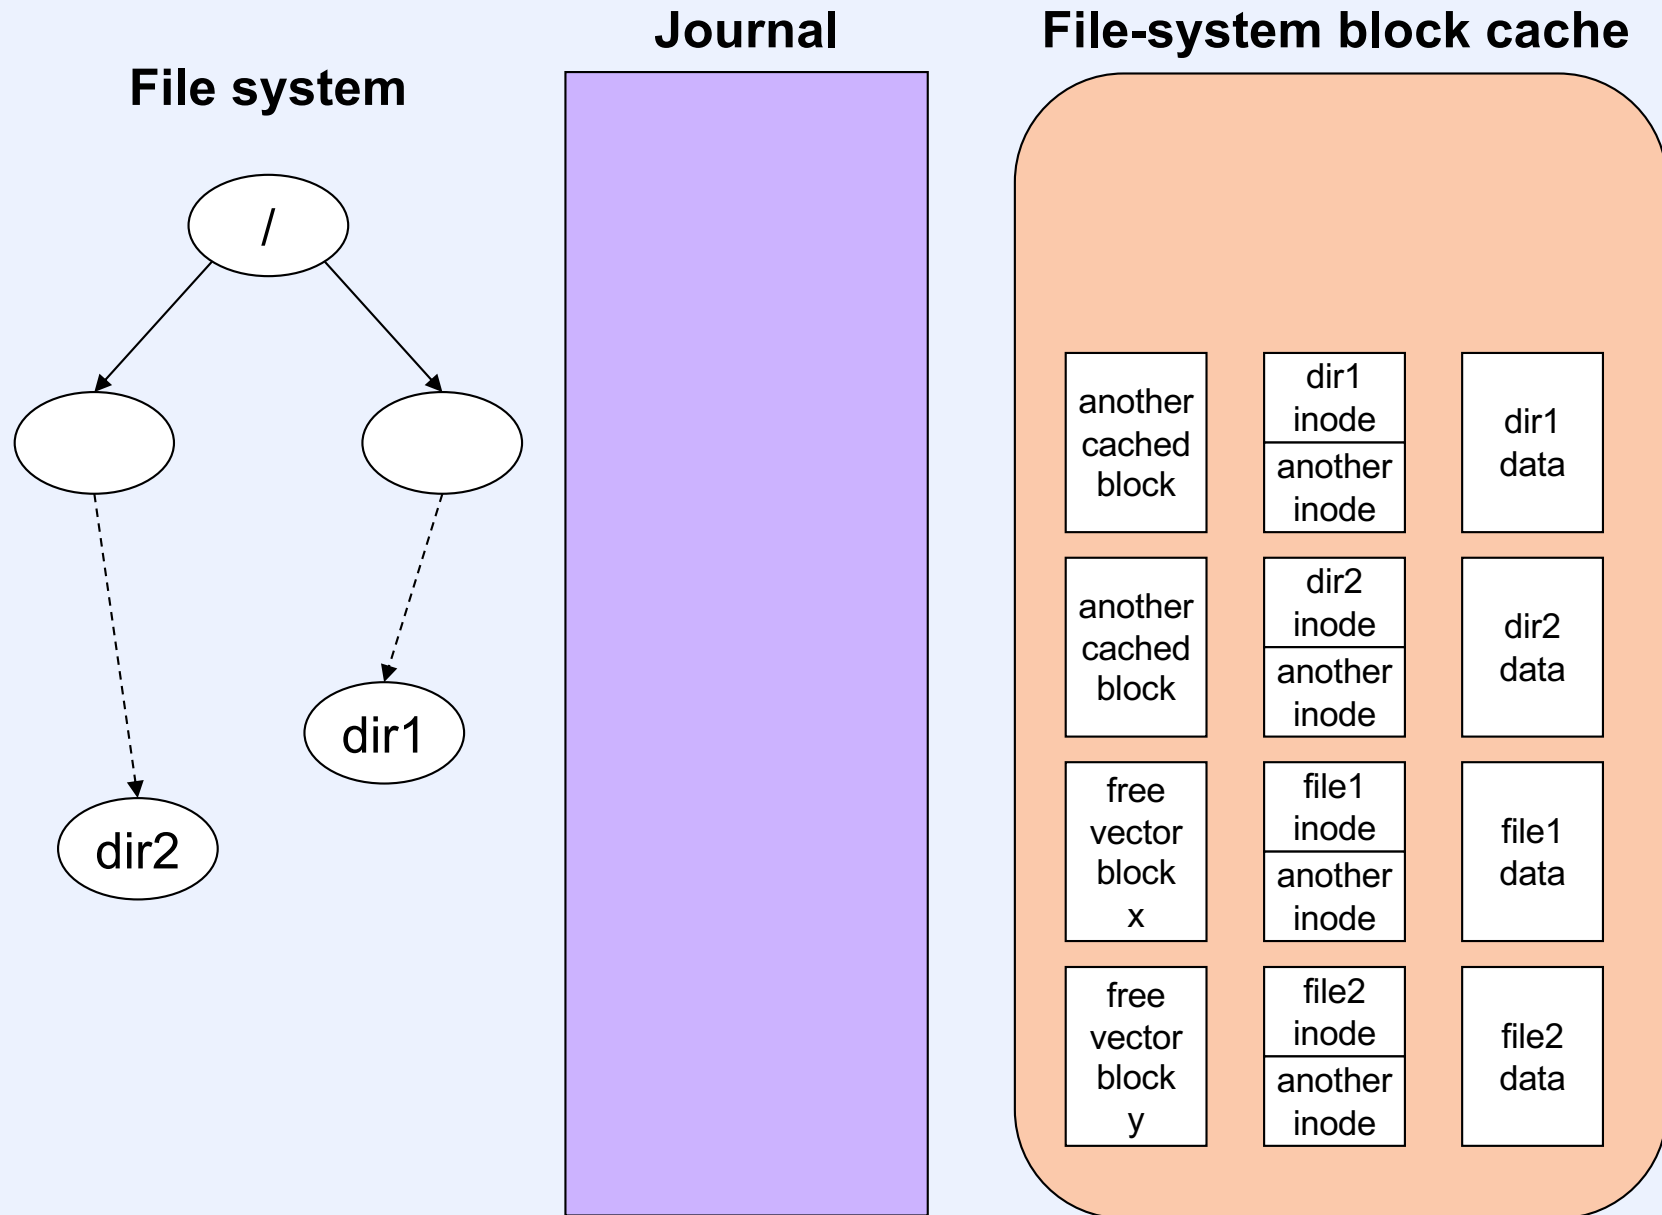 Journal
File-system block cache
File system
/
dir1
dir2
another
cached
block
dir1
inode
another
inode
dir1
data
another
cached
block
dir2
inode
another
inode
dir2
data
free
vector
block
x
file1
inode
another
inode
file1
data
free
vector
block
y
file2
inode
another
inode
file2
data